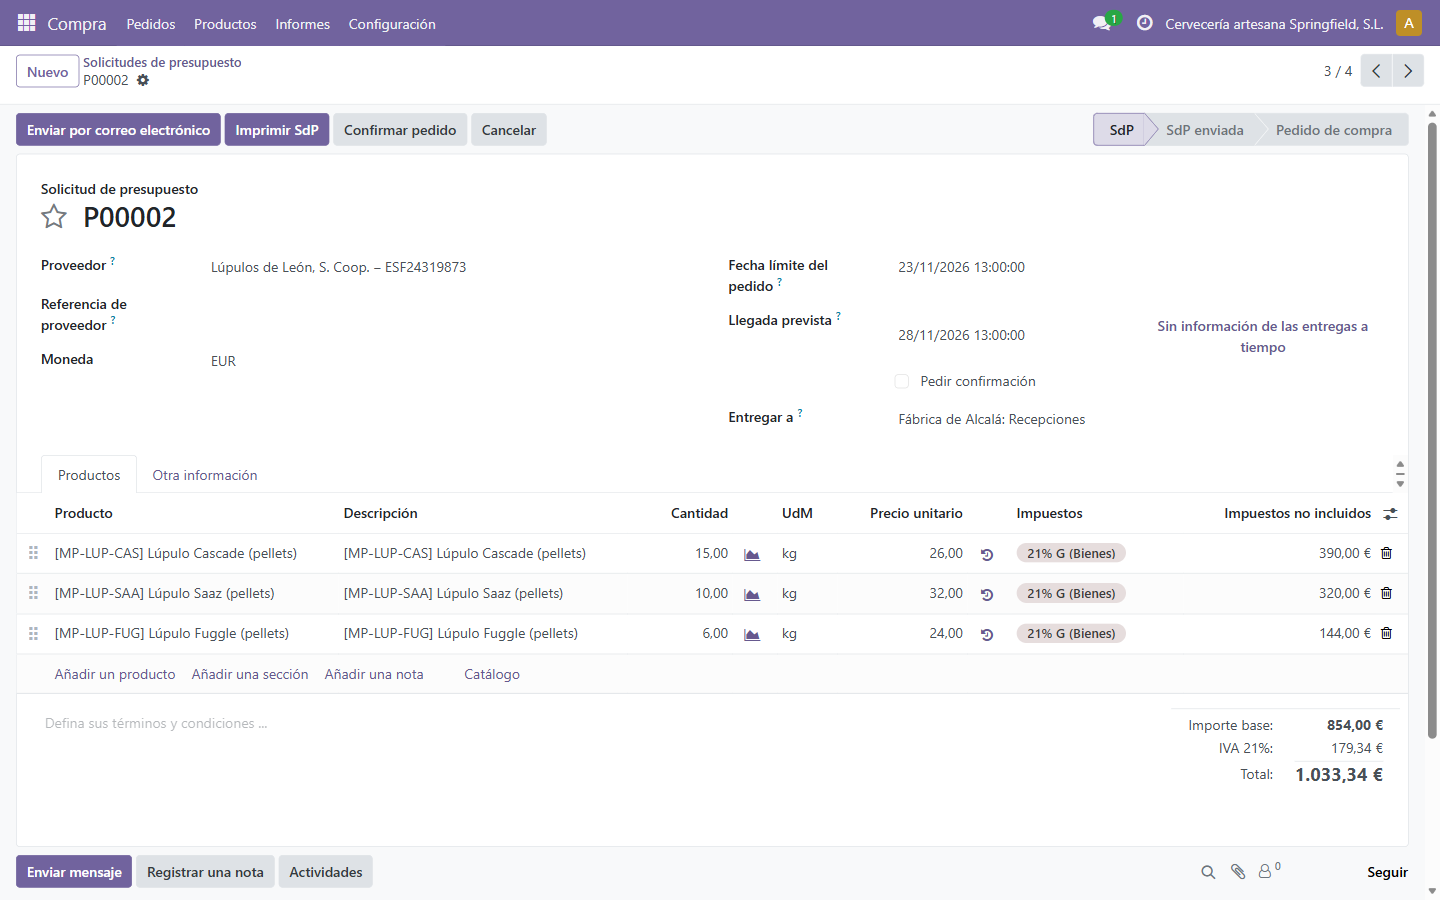 Compra Pedidos Productos Informes Configuración 1 Cervecería artesana Springfield, S.L. A
Nuevo Solicitudes de presupuesto 3 / 4
P00002
Enviar por correo electrónico Imprimir SdP Confirmar pedido Cancelar SdP SdP enviada Pedido de compra
Solicitud de presupuesto
P00002
Proveedor ? Lúpulos de León, S. Coop. – ESF24319873
Referencia de proveedor ?
Moneda EUR
Fecha límite del pedido ? 23/11/2026 13:00:00
Llegada prevista ? 28/11/2026 13:00:00
Sin información de las entregas a tiempo
Pedir confirmación
Entregar a ? Fábrica de Alcalá: Recepciones
Productos Otra información
Producto Descripción Cantidad UdM Precio unitario Impuestos Impuestos no incluidos
[MP-LUP-CAS] Lúpulo Cascade (pellets) [MP-LUP-CAS] Lúpulo Cascade (pellets) 15,00 kg 26,00 21% G (Bienes) 390,00 €
[MP-LUP-SAA] Lúpulo Saaz (pellets) [MP-LUP-SAA] Lúpulo Saaz (pellets) 10,00 kg 32,00 21% G (Bienes) 320,00 €
[MP-LUP-FUG] Lúpulo Fuggle (pellets) [MP-LUP-FUG] Lúpulo Fuggle (pellets) 6,00 kg 24,00 21% G (Bienes) 144,00 €
Añadir un producto Añadir una sección Añadir una nota Catálogo
Defina sus términos y condiciones ...
Importe base: 854,00 €
IVA 21%: 179,34 €
Total: 1.033,34 €
Enviar mensaje Registrar una nota Actividades 0 Seguir